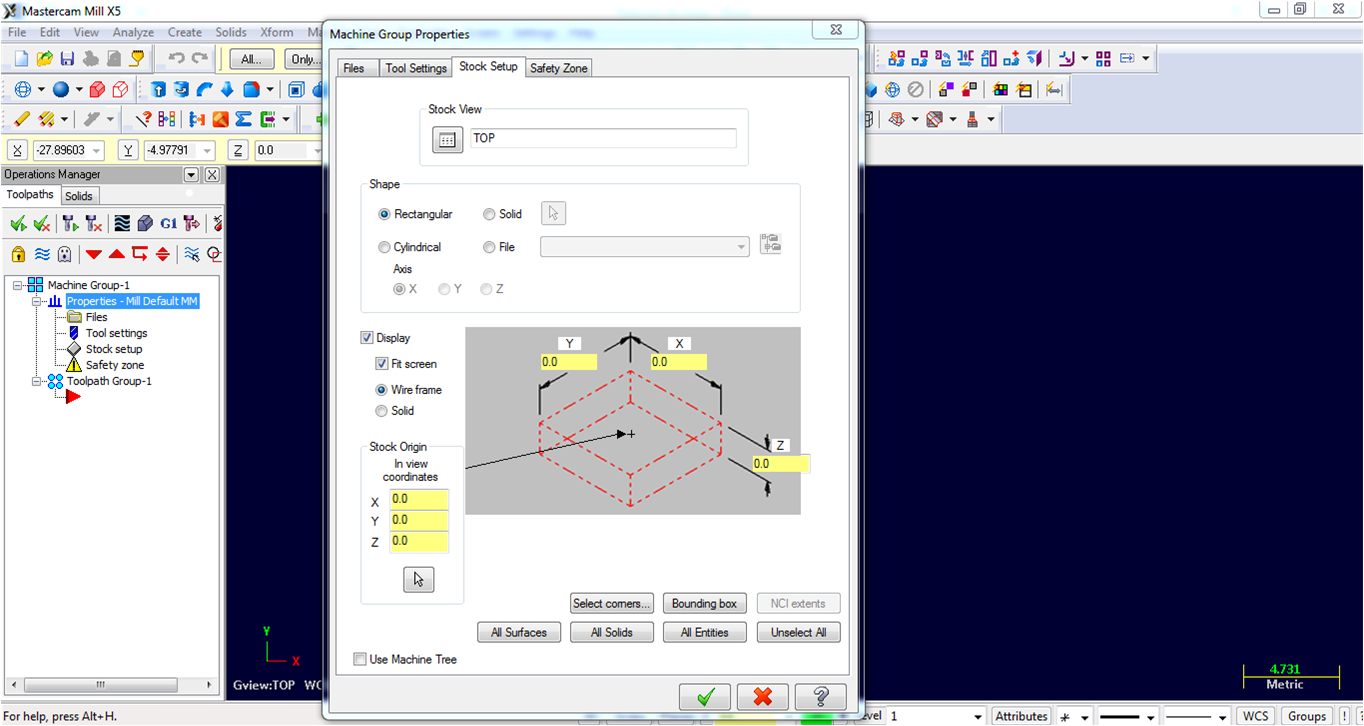 Mastercam Mill X5
File Edit View Analyze Create Solids Xform Ma
All... Only...
X -27.89603 Y -4.97791 Z 0.0
Operations Manager
Toolpaths Solids
G1
Machine Group-1
Properties - Mill Default MM
Files
Tool settings
Stock setup
Safety zone
Toolpath Group-1
Machine Group Properties
Files Tool Settings Stock Setup Safety Zone
Stock View
TOP
Shape
Rectangular Solid
Cylindrical File
Axis
X Y Z
Display
Fit screen
Wire frame
Solid
Y X
0.0 0.0
Z
0.0
Stock Origin
In view
coordinates
X 0.0
Y 0.0
Z 0.0
Select corners... Bounding box NCI extents
All Surfaces All Solids All Entities Unselect All
Use Machine Tree
Y
X
Gview:TOP WC
4.731
Metric
For help, press Alt+H.
evel 1 Attributes WCS Groups ! ?